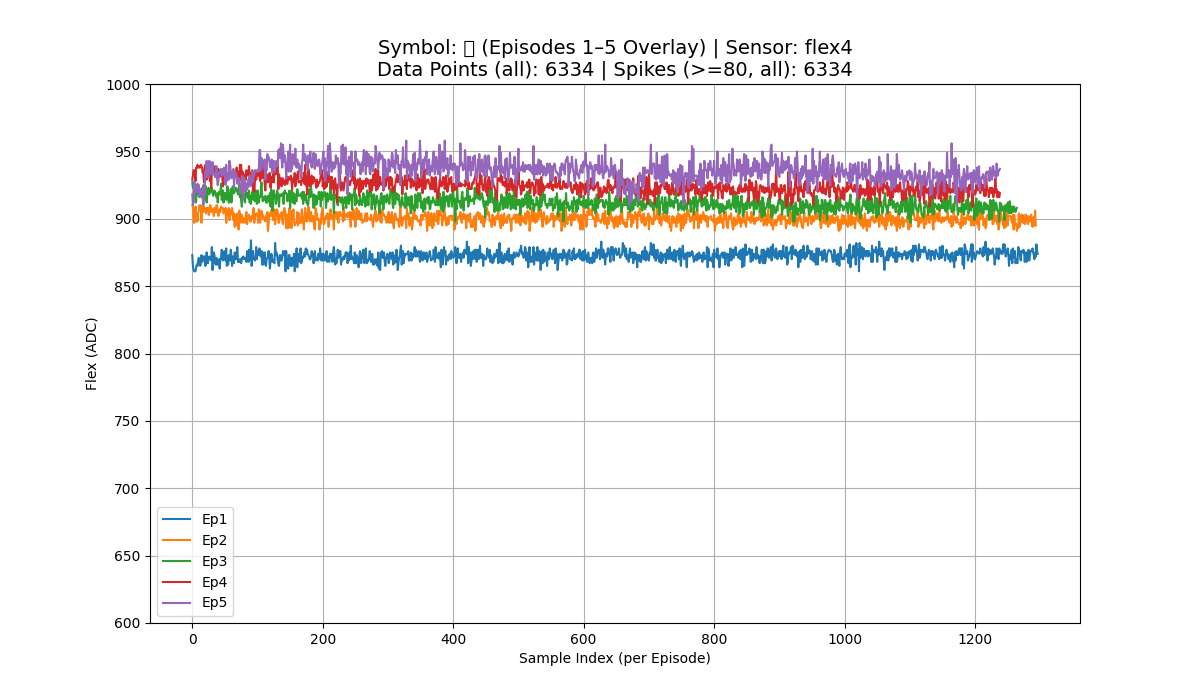 Symbol: (Episodes 1–5 Overlay) | Sensor: flex4
Data Points (all): 6334 | Spikes (>=80, all): 6334
1000
950
900
850
800
750
700
650
600
Flex (ADC)
Ep1
Ep2
Ep3
Ep4
Ep5
0 200 400 600 800 1000 1200
Sample Index (per Episode)